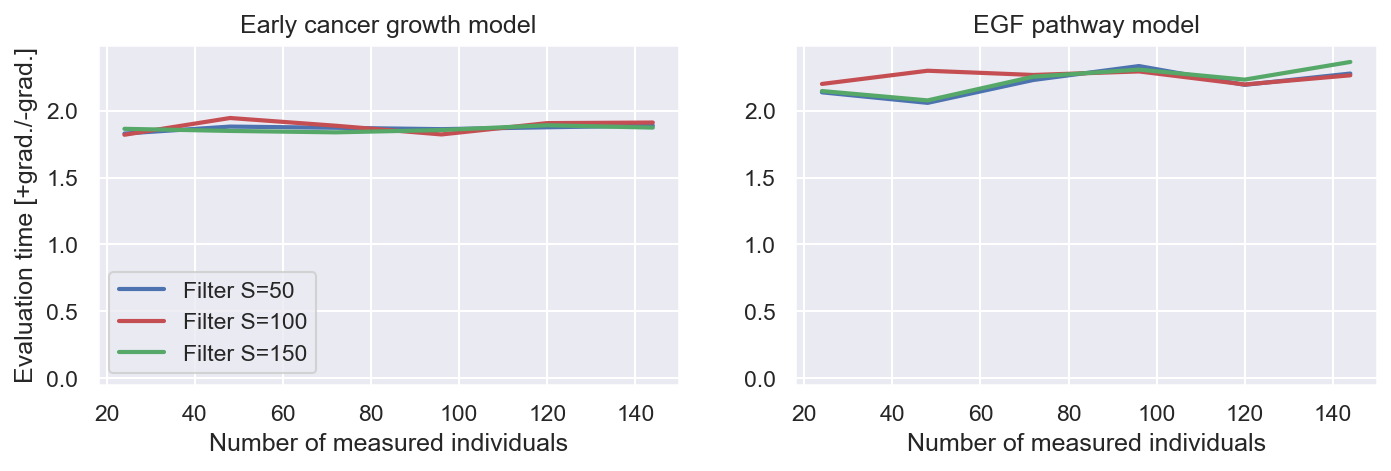 Early cancer growth model
Evaluation time [+grad./-grad.]
2.0
1.5
1.0
0.5
0.0
Filter S=50
Filter S=100
Filter S=150
20 40 60 80 100 120 140
Number of measured individuals
EGF pathway model
2.0
1.5
1.0
0.5
0.0
20 40 60 80 100 120 140
Number of measured individuals